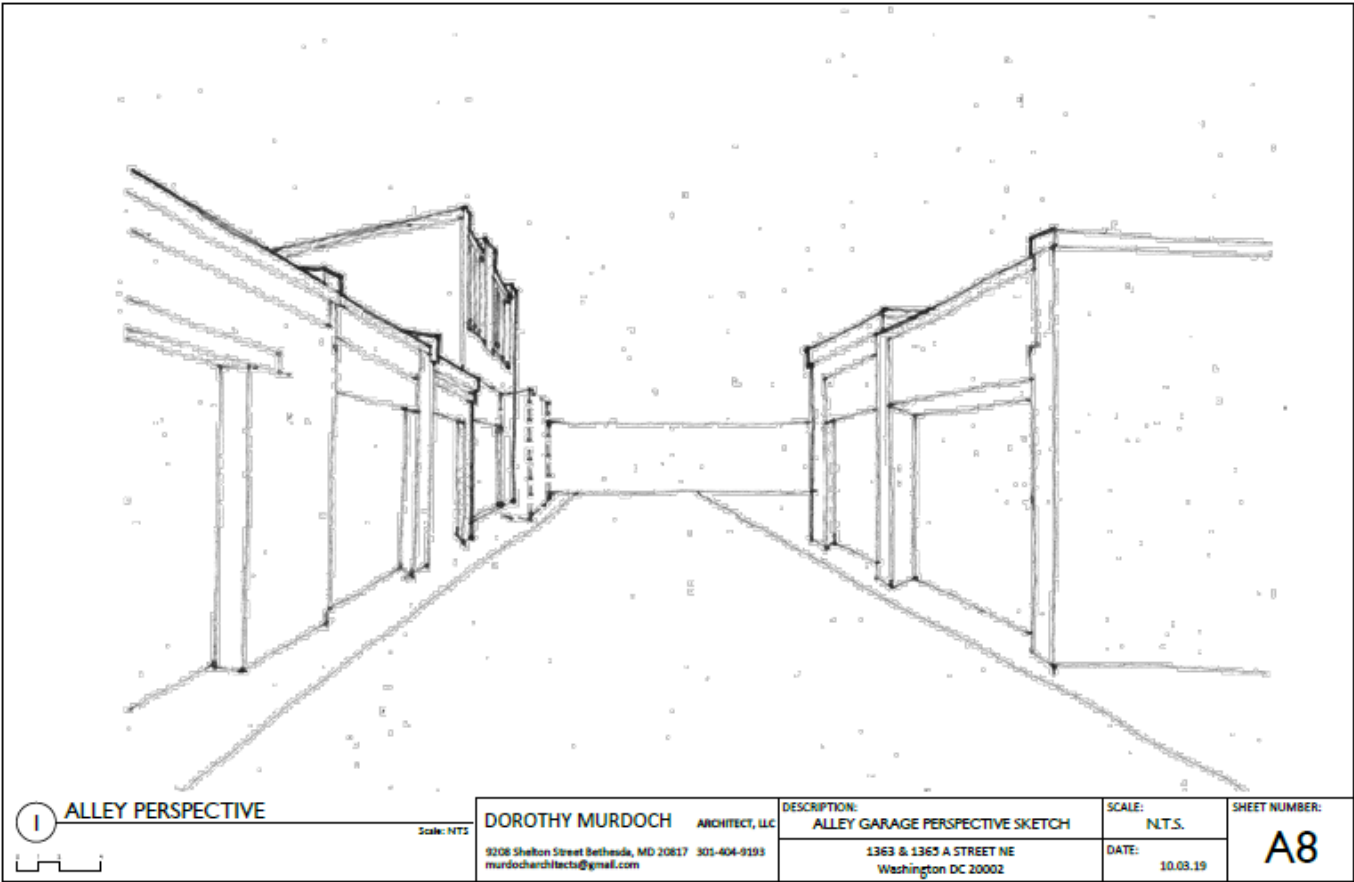 1
ALLEY PERSPECTIVE
Scale: NTS
DOROTHY MURDOCH ARCHITECT, LLC
9208 Shelton Street Bethesda, MD 20817 301-404-9193
murdocharchitects@gmail.com
DESCRIPTION:
ALLEY GARAGE PERSPECTIVE SKETCH
1363 & 1365 A STREET NE
Washington DC 20002
SCALE:
N.T.S.
DATE:
10.03.19
SHEET NUMBER:
A8